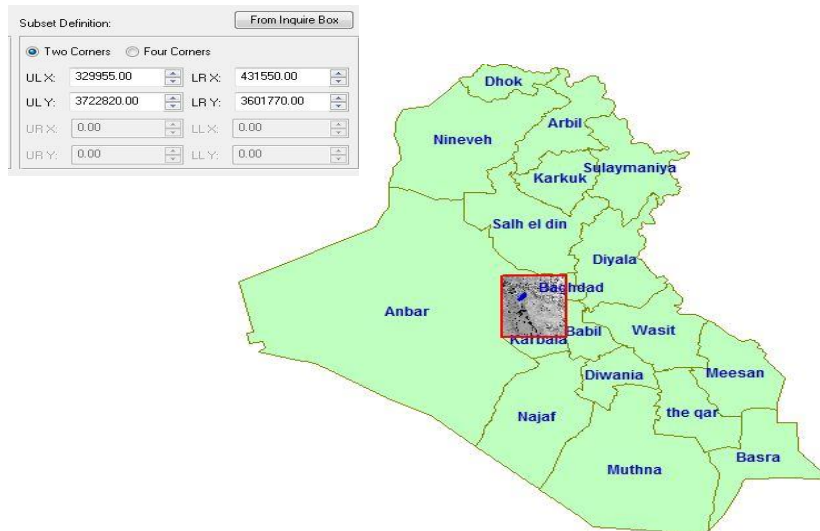 Subset Definition: From Inquire Box
Two Corners Four Corners
UL X: 329955.00 LR X: 431550.00
UL Y: 3722820.00 LR Y: 3601770.00
UR X: 0.00 LL X: 0.00
UR Y: 0.00 LL Y: 0.00
Dhok
Arbil
Nineveh
Sulaymaniya
Karkuk
Salh el din
Diyala
Baghdad
Anbar
Karbala
Babil
Wasit
Diwania
Meesan
Najaf
the qar
Basra
Muthna